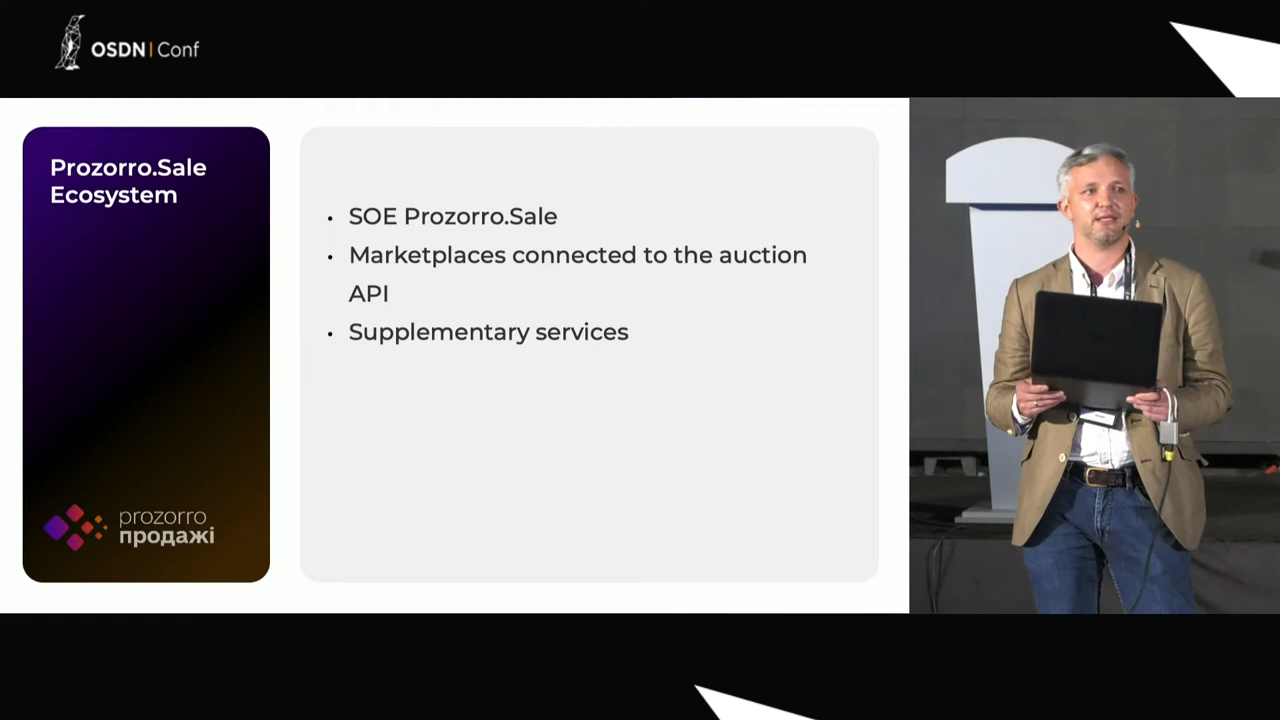 OSDN | Conf
Prozorro.Sale
Ecosystem
• SOE Prozorro.Sale
• Marketplaces connected to the auction
API
• Supplementary services
prozorro
продажі